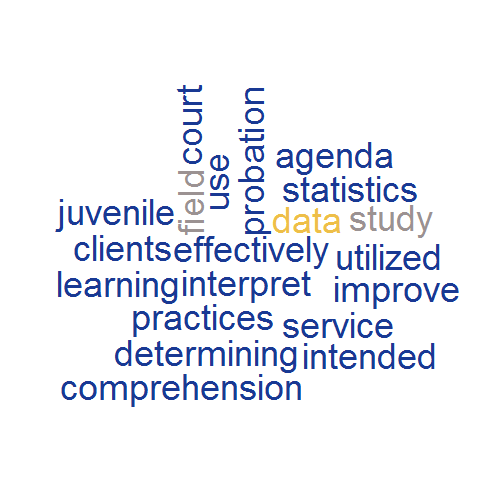 court
probation
use
field
agenda
statistics
juvenile
data study
clients effectively utilized
learning interpret improve
practices service
determining intended
comprehension